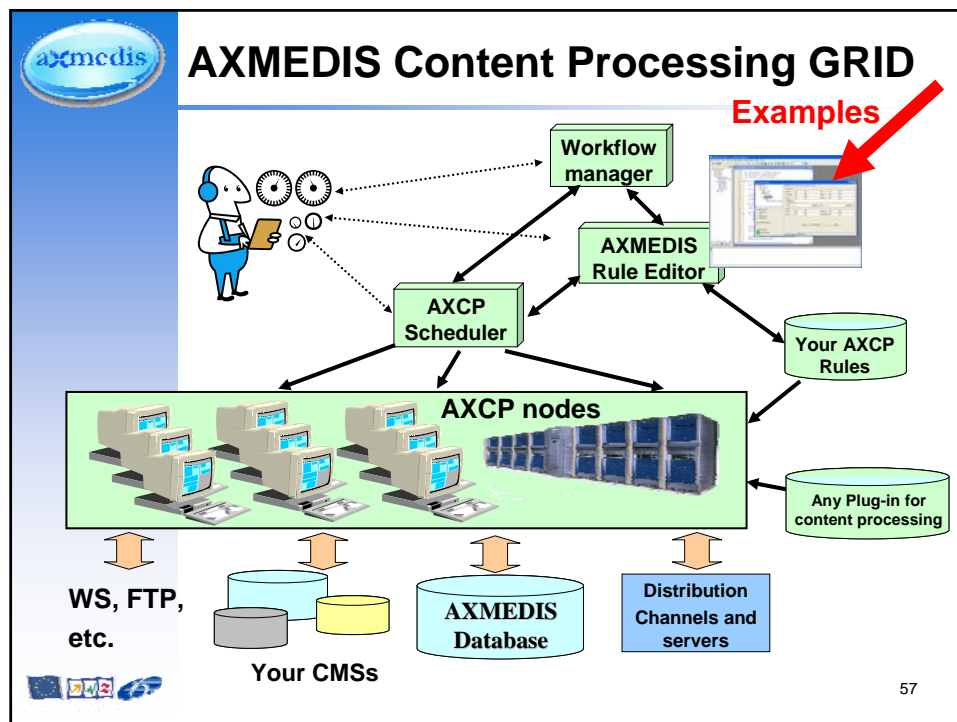 axmedis
AXMEDIS Content Processing GRID
Examples
Workflow
manager
AXMEDIS
Rule Editor
AXCP
Scheduler
Your AXCP
Rules
AXCP nodes
Any Plug-in for
content processing
WS, FTP,
etc.
Your CMSs
AXMEDIS
Database
Distribution
Channels and
servers
57